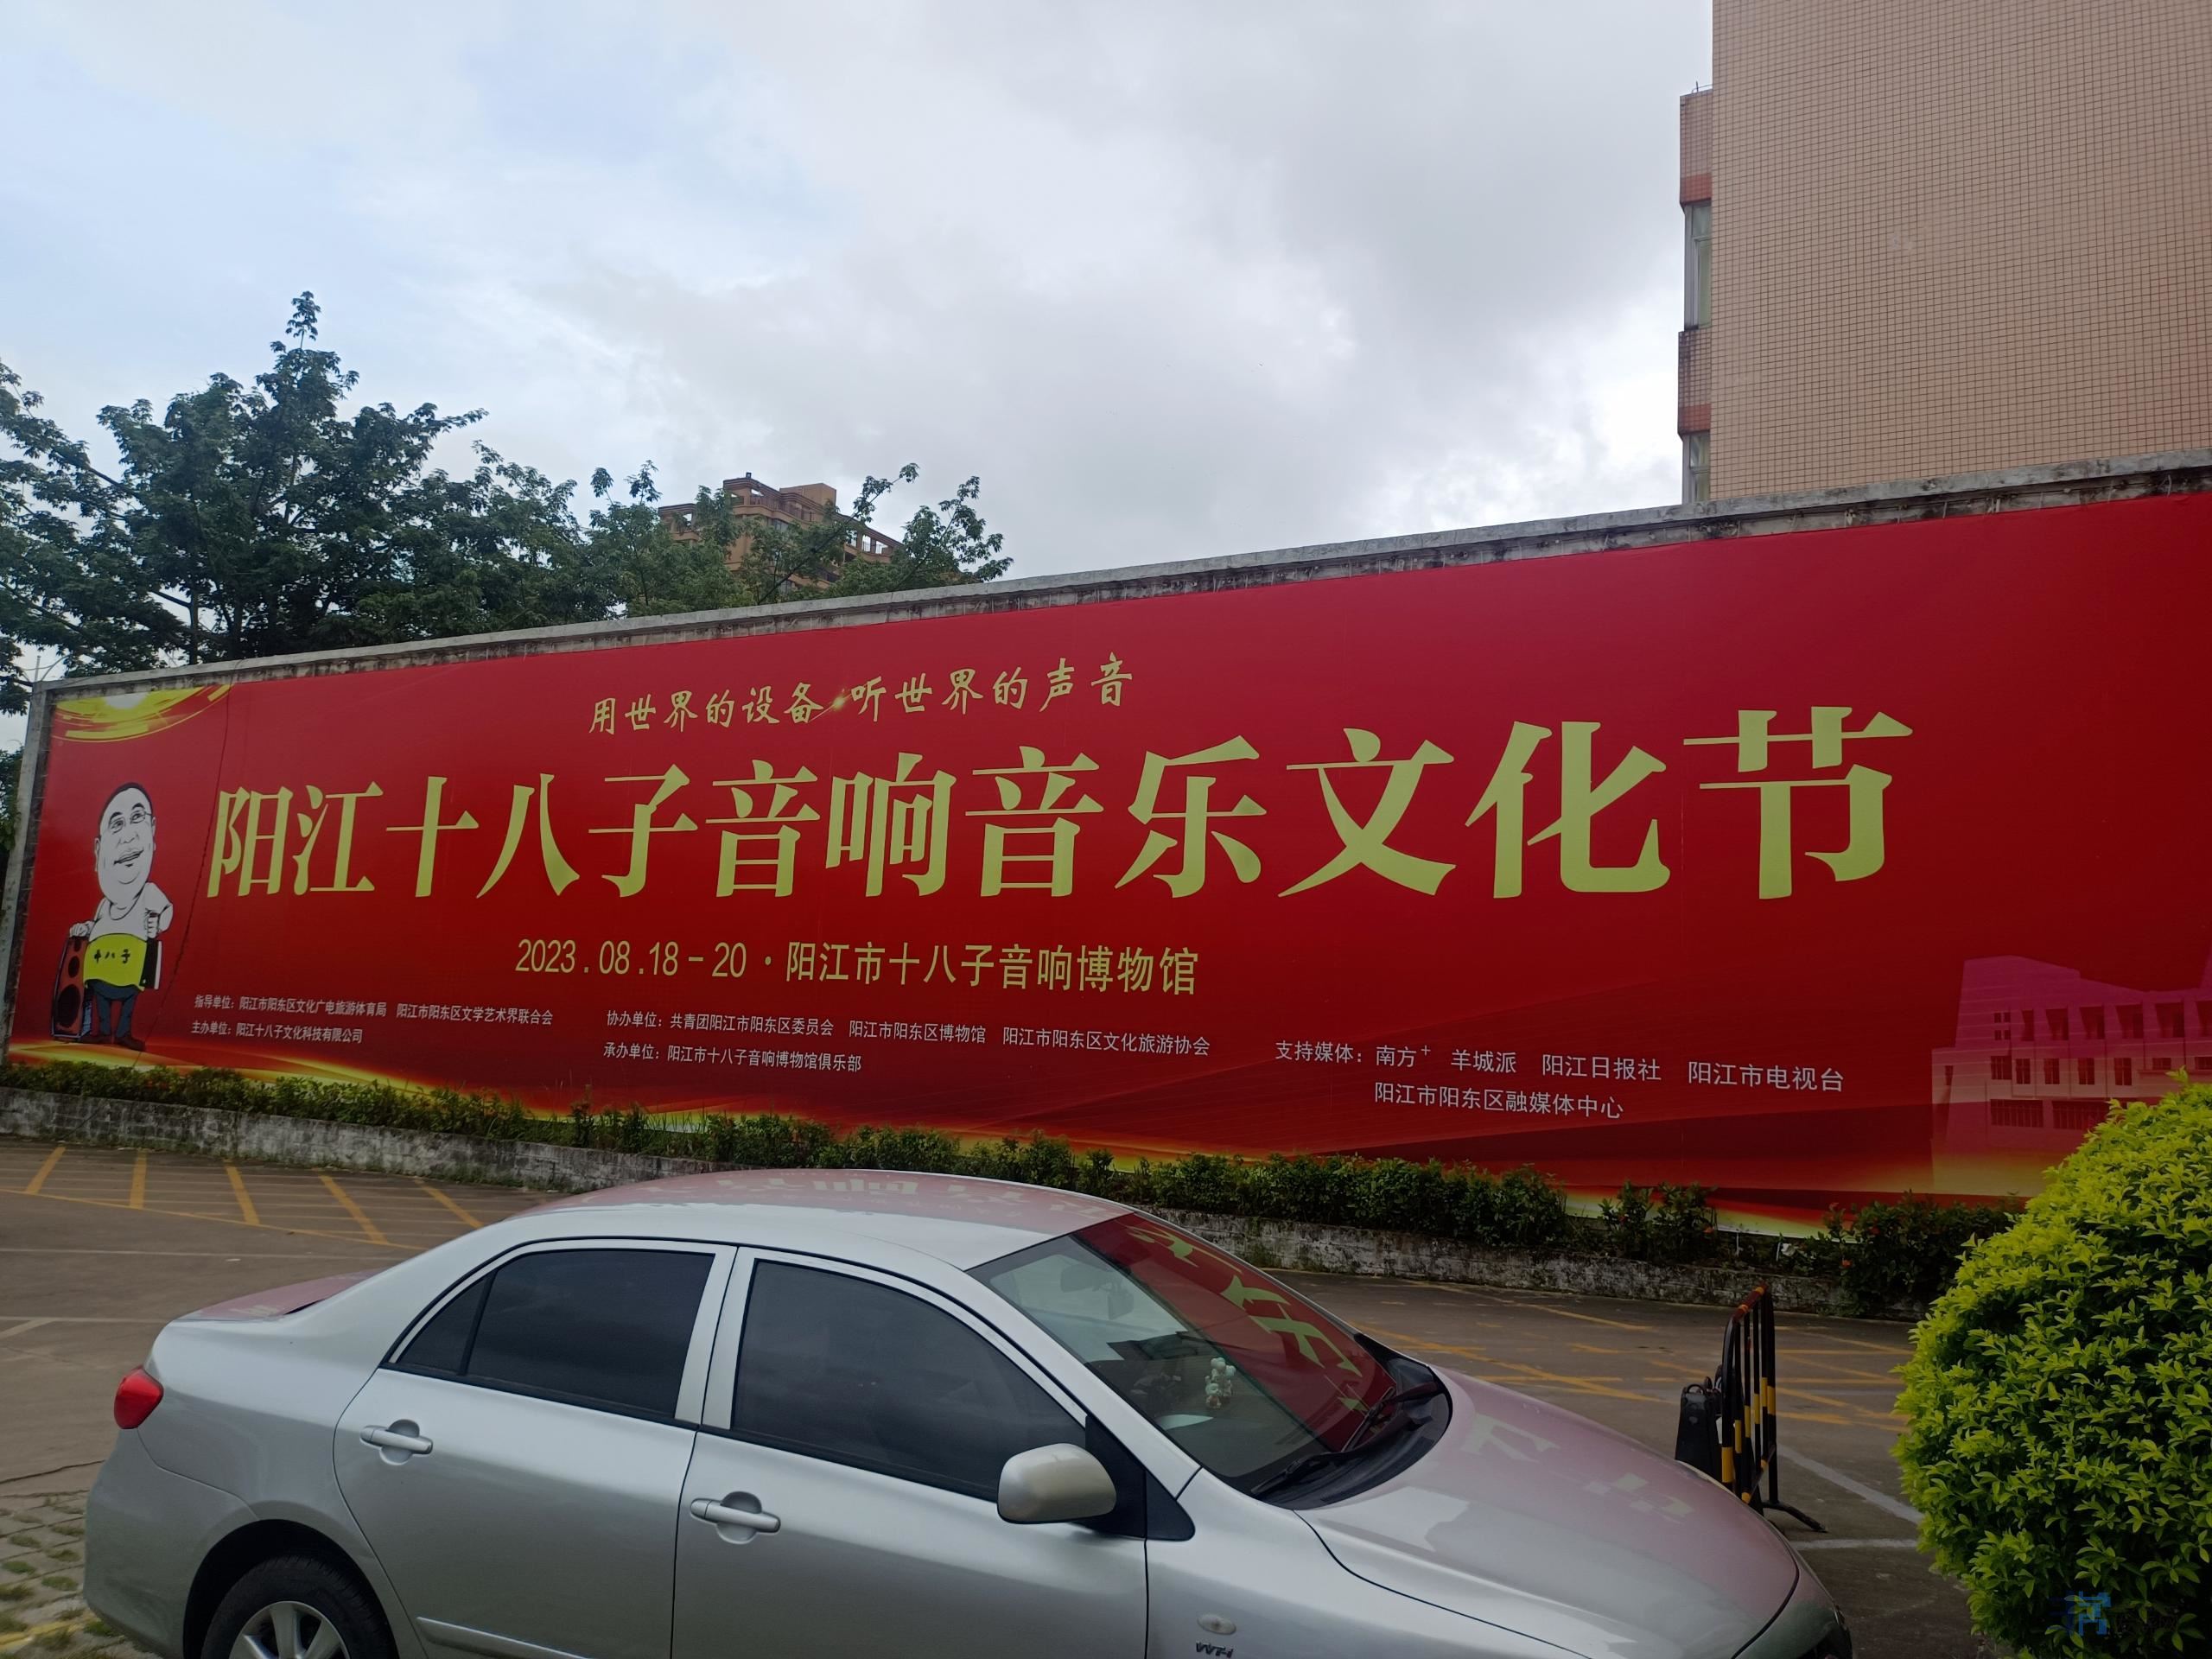 用世界的设备 听世界的声音
阳江十八子音响音乐文化节
十八子
2023.08.18-20·阳江市十八子音响博物馆
指导单位：阳江市阳东区文化广电旅游体育局 阳江市阳东区文学艺术界联合会
主办单位：阳江十八子文化科技有限公司
协办单位：共青团阳江市阳东区委员会 阳江市阳东区博物馆 阳江市阳东区文化旅游协会
承办单位：阳江市十八子音响博物馆俱乐部
支持媒体：南方+ 羊城派 阳江日报社 阳江市电视台
阳江市阳东区融媒体中心
VVT-i